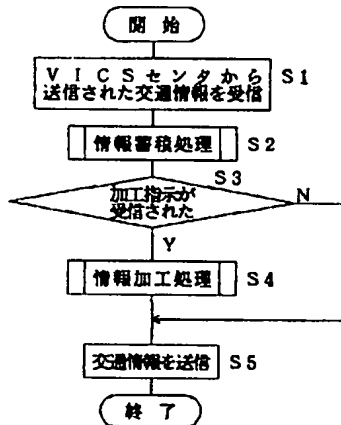 開始
VICSセンタから S1
送信された交通情報を受信
情報蓄積処理 S2
S3
加工指示が N
受信された
Y
情報加工処理 S4
交通情報を送信 S5
終了